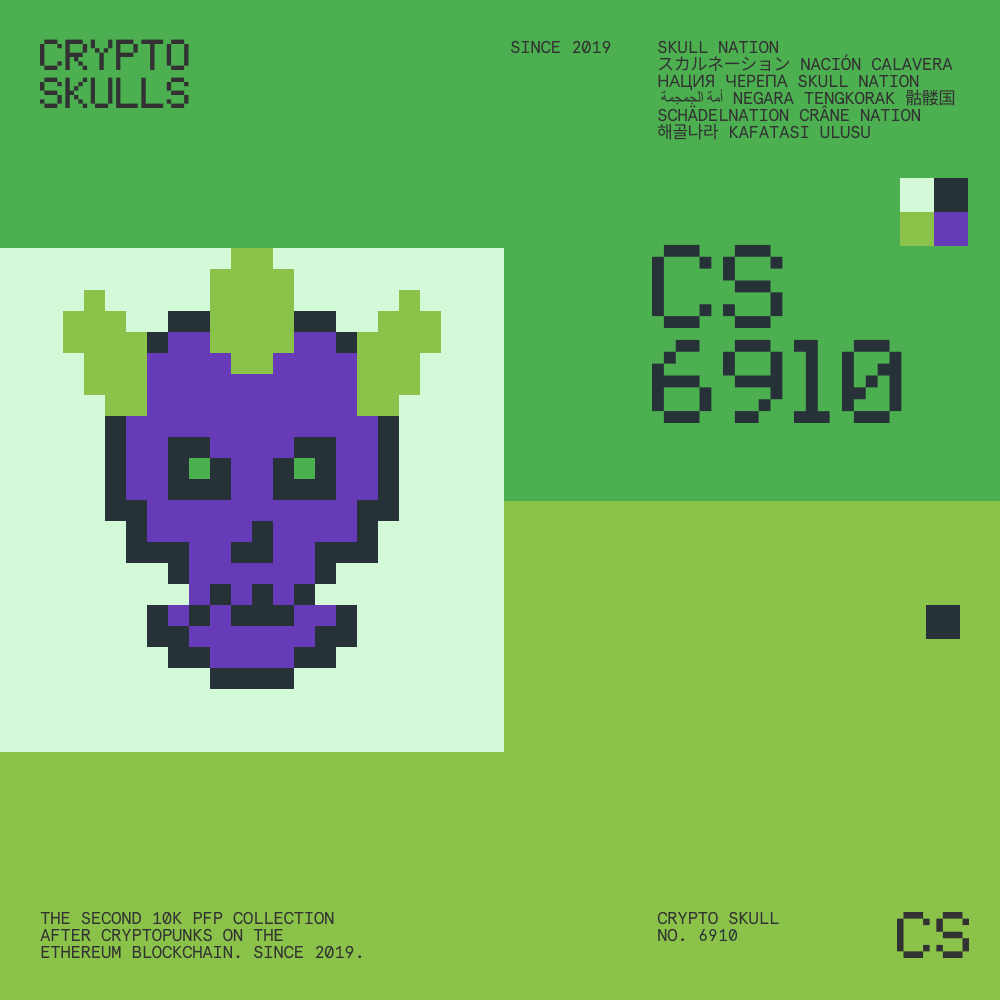 CRYPTO
SKULLS
SINCE 2019
SKULL NATION
スカルネーション NACIÓN CALAVERA
НАЦИЯ ЧЕРЕПА SKULL NATION
أمة الجمجمة NEGARA TENGKORAK 骷髅国
SCHÄDELNATION CRÂNE NATION
해골나라 KAFATASI ULUSU
CS
6910
THE SECOND 10K PFP COLLECTION
AFTER CRYPTOPUNKS ON THE
ETHEREUM BLOCKCHAIN. SINCE 2019.
CRYPTO SKULL
NO. 6910
CS